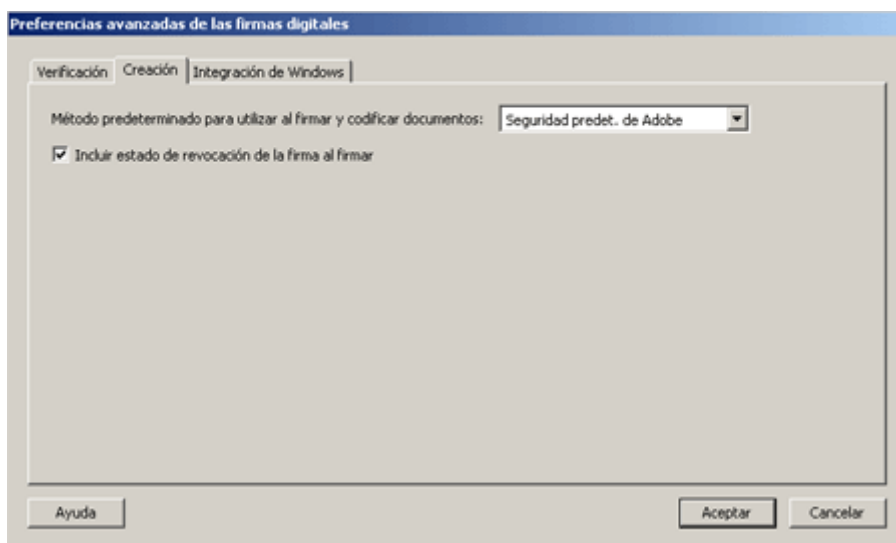 Preferencias avanzadas de las firmas digitales
Verificación Creación Integración de Windows
Método predeterminado para utilizar al firmar y codificar documentos: Seguridad predet. de Adobe
Incluir estado de revocación de la firma al firmar
Ayuda Aceptar Cancelar